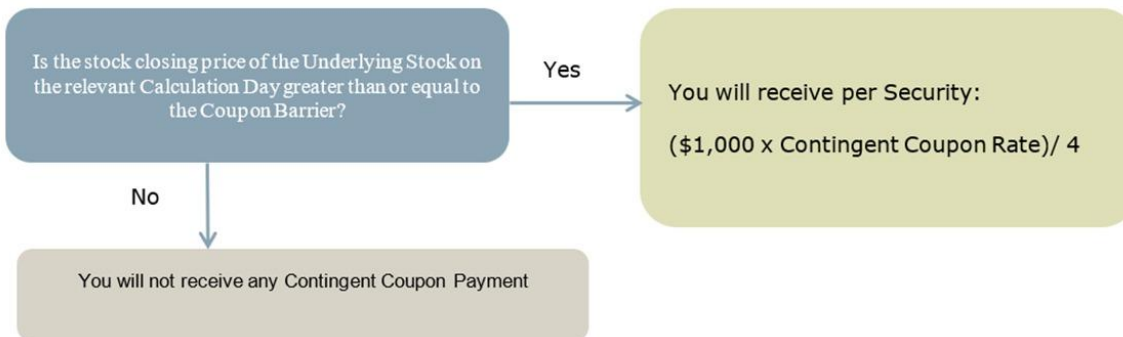 Is the stock closing price of the Underlying Stock on
the relevant Calculation Day greater than or equal to
the Coupon Barrier?
Yes
You will receive per Security:
($1,000 x Contingent Coupon Rate)/ 4
No
You will not receive any Contingent Coupon Payment